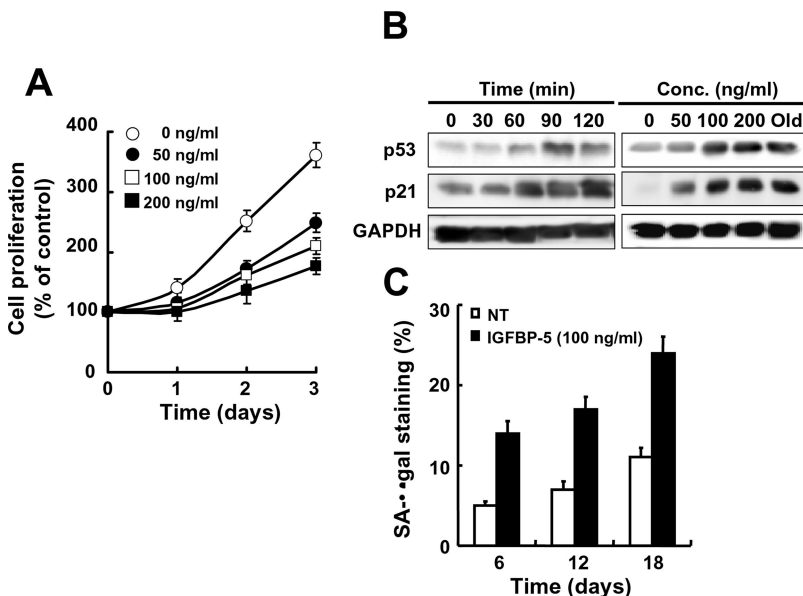 A
Cell proliferation
(% of control)
400
300
200
100
0
0 ng/ml
50 ng/ml
100 ng/ml
200 ng/ml
0 1 2 3
Time (days)
B
Time (min) Conc. (ng/ml)
0 30 60 90 120 0 50 100 200 Old
p53
p21
GAPDH
C
SA-••gal staining (%)
30
20
10
0
NT
IGFBP-5 (100 ng/ml)
6 12 18
Time (days)